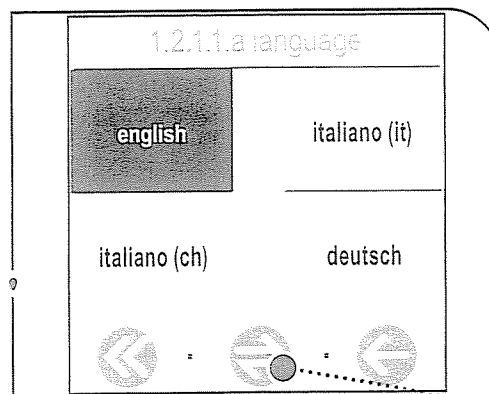 1.2.1.1.a language
english
italiano (it)
italiano (ch)
deutsch